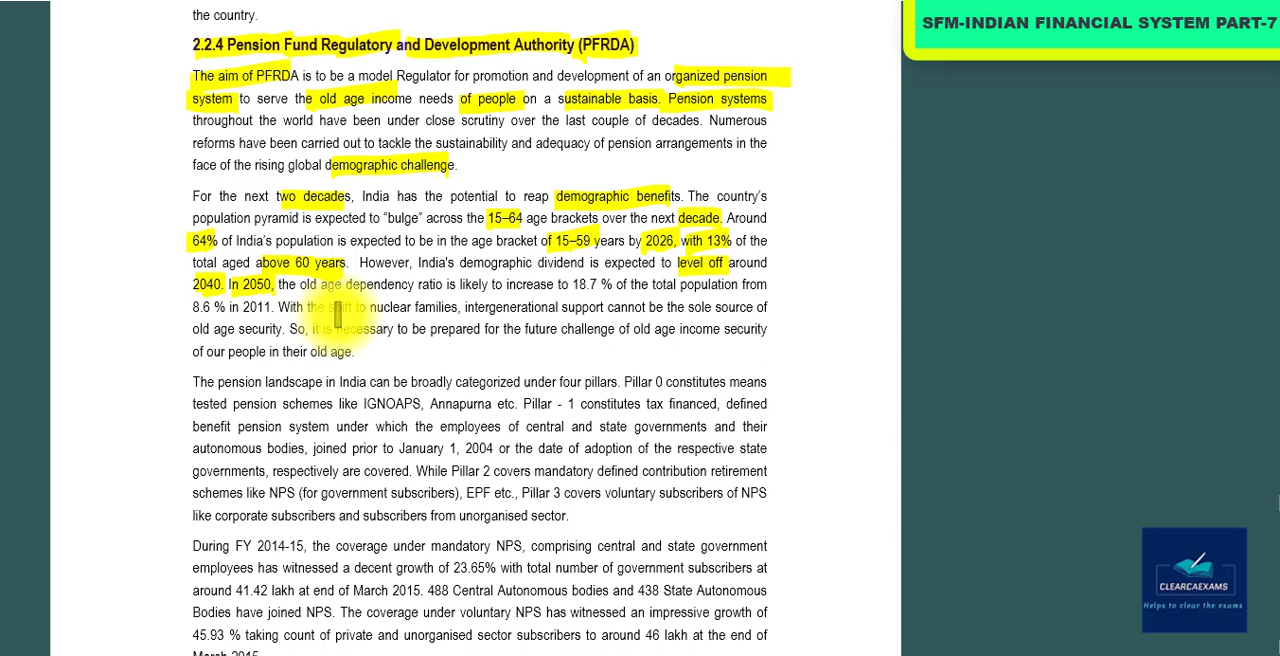 the country.
SFM-INDIAN FINANCIAL SYSTEM PART-7
2.2.4 Pension Fund Regulatory and Development Authority (PFRDA)
The aim of PFRDA is to be a model Regulator for promotion and development of an organized pension
system to serve the old age income needs of people on a sustainable basis. Pension systems
throughout the world have been under close scrutiny over the last couple of decades. Numerous
reforms have been carried out to tackle the sustainability and adequacy of pension arrangements in the
face of the rising global demographic challenge.
For the next two decades, India has the potential to reap demographic benefits. The country's
population pyramid is expected to "bulge" across the 15–64 age brackets over the next decade. Around
64% of India's population is expected to be in the age bracket of 15–59 years by 2026, with 13% of the
total aged above 60 years. However, India's demographic dividend is expected to level off around
2040. In 2050, the old age dependency ratio is likely to increase to 18.7 % of the total population from
8.6 % in 2011. With the shift to nuclear families, intergenerational support cannot be the sole source of
old age security. So, it is necessary to be prepared for the future challenge of old age income security
of our people in their old age.
The pension landscape in India can be broadly categorized under four pillars. Pillar 0 constitutes means
tested pension schemes like IGNOAPS, Annapurna etc. Pillar - 1 constitutes tax financed, defined
benefit pension system under which the employees of central and state governments and their
autonomous bodies, joined prior to January 1, 2004 or the date of adoption of the respective state
governments, respectively are covered. While Pillar 2 covers mandatory defined contribution retirement
schemes like NPS (for government subscribers), EPF etc., Pillar 3 covers voluntary subscribers of NPS
like corporate subscribers and subscribers from unorganised sector.
During FY 2014-15, the coverage under mandatory NPS, comprising central and state government
employees has witnessed a decent growth of 23.65% with total number of government subscribers at
around 41.42 lakh at end of March 2015. 488 Central Autonomous bodies and 438 State Autonomous
Bodies have joined NPS. The coverage under voluntary NPS has witnessed an impressive growth of
45.93 % taking count of private and unorganised sector subscribers to around 46 lakh at the end of
March 2015.
CLEARCAEXAMS
Helps to clear the exams